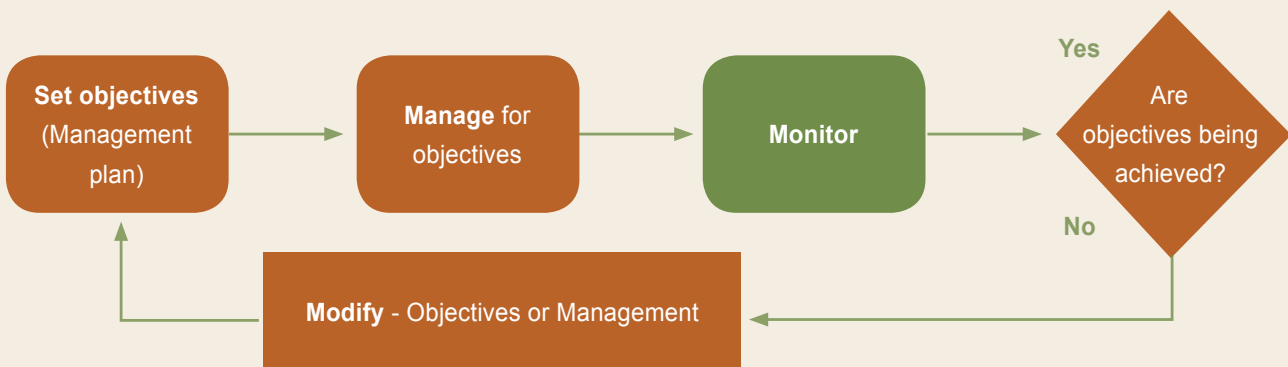 Set objectives
(Management
plan)
Manage for
objectives
Monitor
Yes
Are
objectives being
achieved?
No
Modify - Objectives or Management